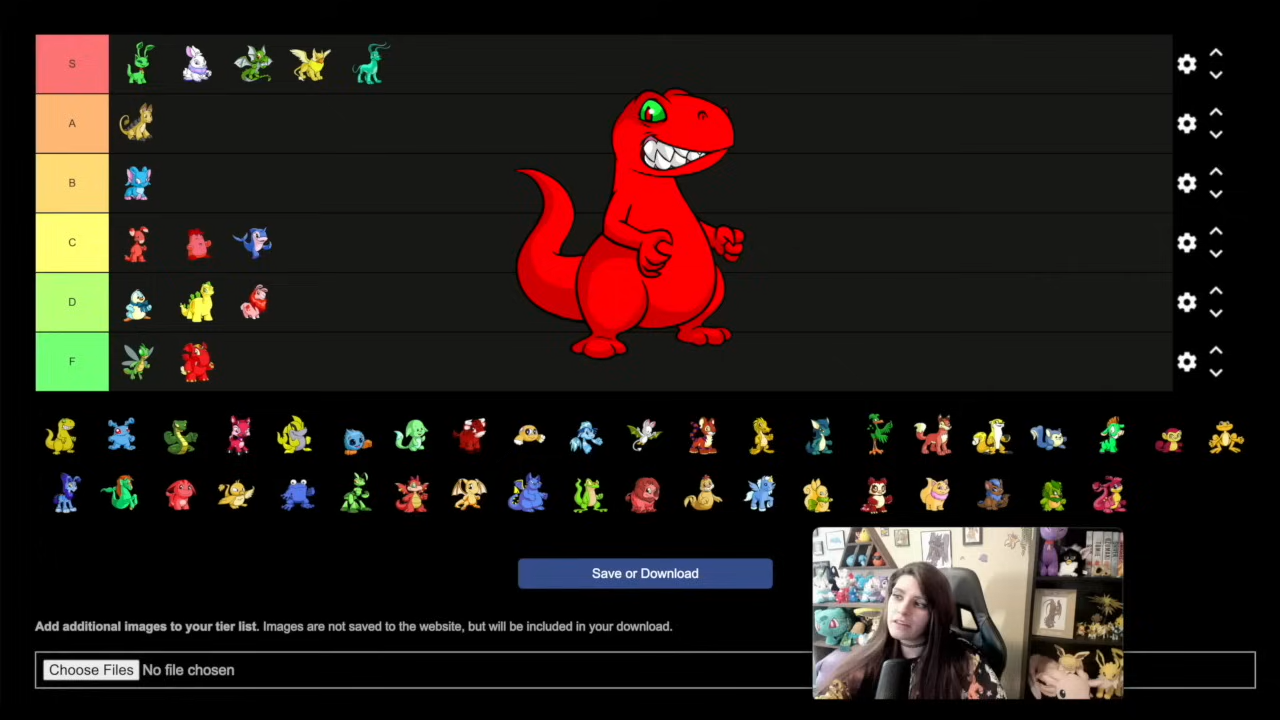 S
A
B
C
D
F
Save or Download
Add additional images to your tier list. Images are not saved to the website, but will be included in your download.
Choose Files No file chosen